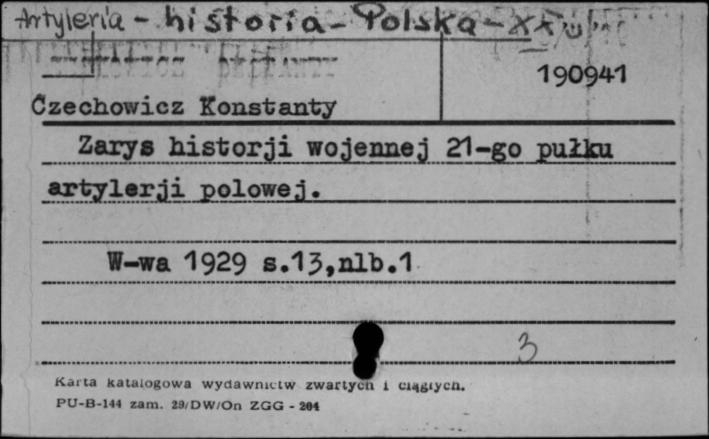 Artyleria - historia - Polska - XX w.
190941
Czechowicz Konstanty
Zarys historji wojennej 21-go pułku
artylerji polowej.
W-wa 1929 s.13,nlb.1
3
Karta katalogowa wydawnictw zwartych i ciągłych.
PU-B-144 zam. 29/DW/On ZGG - 204